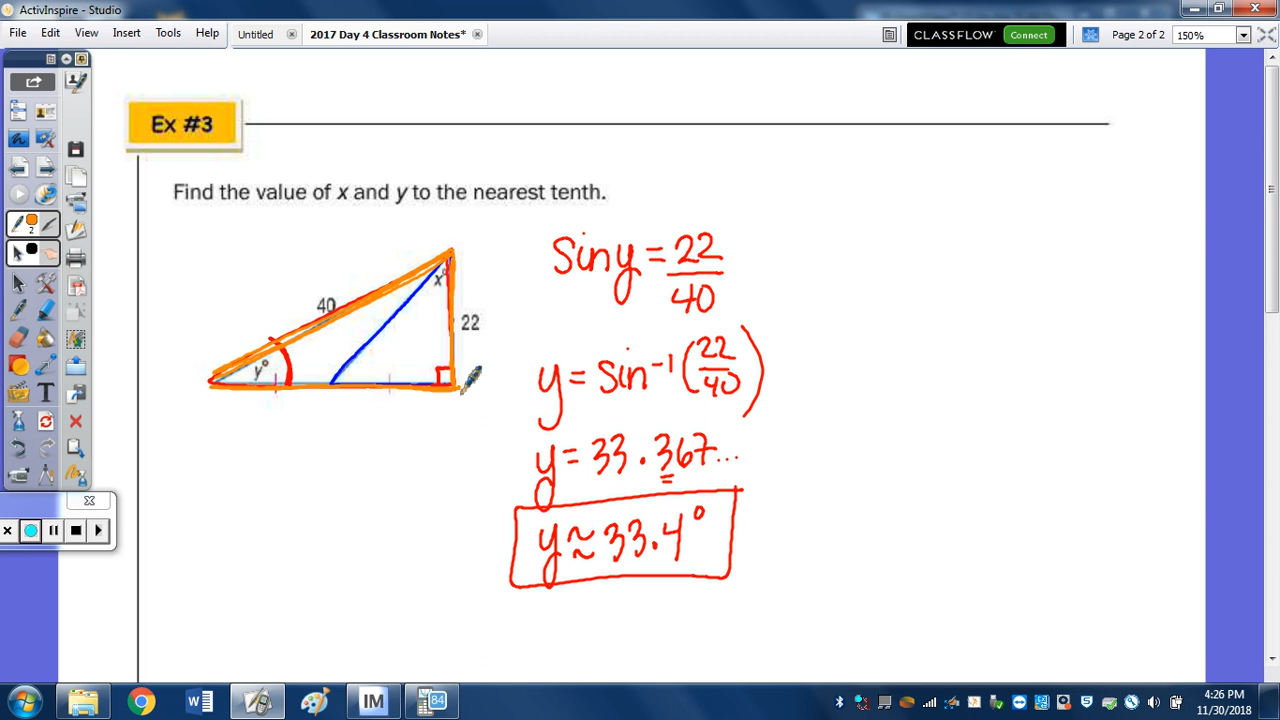 ActivInspire - Studio
File Edit View Insert Tools Help Untitled 2017 Day 4 Classroom Notes* CLASSFLOW Connect Page 2 of 2 150%
Ex #3
Find the value of x and y to the nearest tenth.
40
x°
22
y°
sin y = 22/40
y = sin⁻¹(22/40)
y = 33.367...
y ≈ 33.4°
2
T
W
IM
84
4:26 PM
11/30/2018